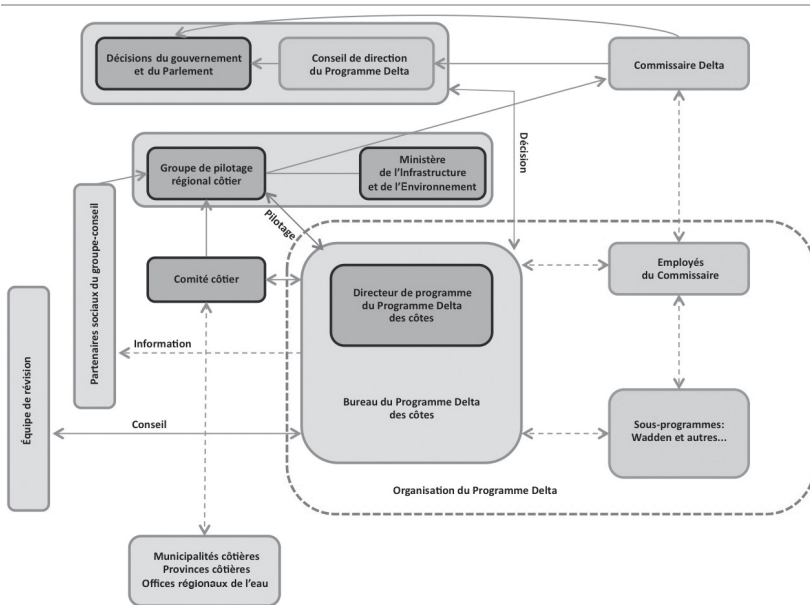 Décisions du gouvernement
et du Parlement
Conseil de direction
du Programme Delta
Commissaire Delta
Décision
Groupe de pilotage
régional côtier
Ministère
de l’Infrastructure
et de l’Environnement
Pilotage
Partenaires sociaux du groupe-conseil
Comité côtier
Directeur de programme
du Programme Delta
des côtes
Employés
du Commissaire
Équipe de révision
Information
Bureau du Programme Delta
des côtes
Conseil
Sous-programmes:
Wadden et autres...
Organisation du Programme Delta
Municipalités côtières
Provinces côtières
Offices régionaux de l’eau